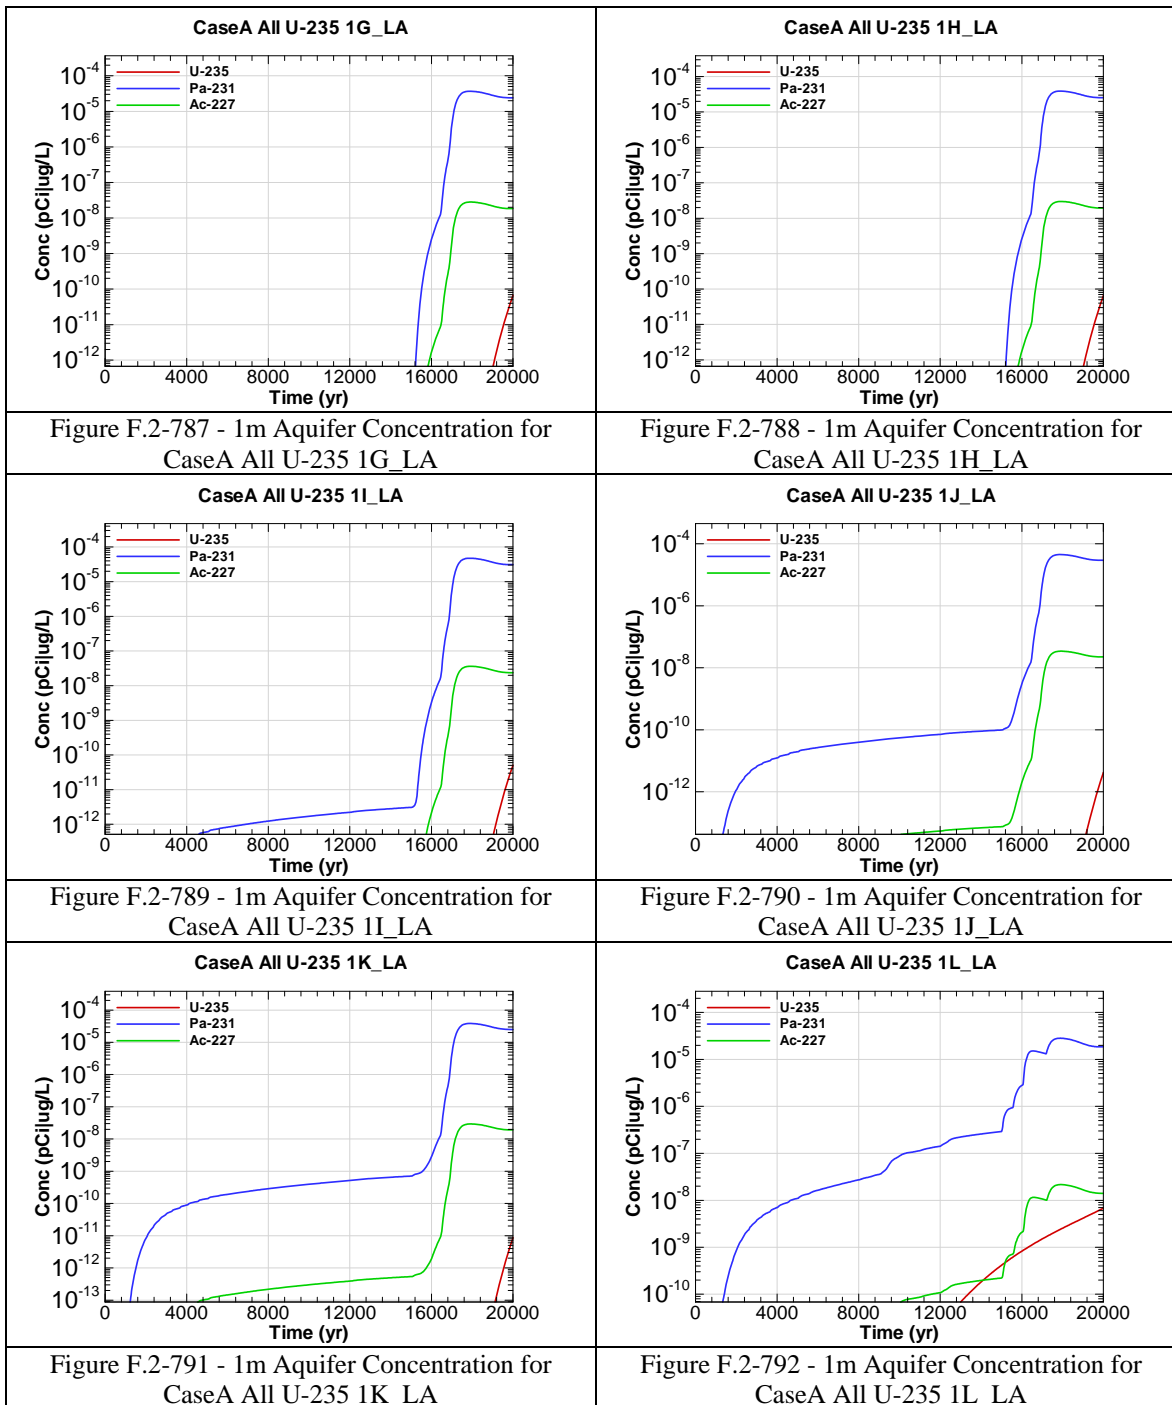 CaseA All U-235 1G_LA
U-235
Pa-231
Ac-227
Conc (pCi|ug/L)
10-4
10-5
10-6
10-7
10-8
10-9
10-10
10-11
10-12
0 4000 8000 12000 16000 20000
Time (yr)
Figure F.2-787 - 1m Aquifer Concentration for
CaseA All U-235 1G_LA
CaseA All U-235 1H_LA
U-235
Pa-231
Ac-227
Conc (pCi|ug/L)
10-4
10-5
10-6
10-7
10-8
10-9
10-10
10-11
10-12
0 4000 8000 12000 16000 20000
Time (yr)
Figure F.2-788 - 1m Aquifer Concentration for
CaseA All U-235 1H_LA
CaseA All U-235 1I_LA
U-235
Pa-231
Ac-227
Conc (pCi|ug/L)
10-4
10-5
10-6
10-7
10-8
10-9
10-10
10-11
10-12
0 4000 8000 12000 16000 20000
Time (yr)
Figure F.2-789 - 1m Aquifer Concentration for
CaseA All U-235 1I_LA
CaseA All U-235 1J_LA
U-235
Pa-231
Ac-227
Conc (pCi|ug/L)
10-4
10-6
10-8
10-10
10-12
0 4000 8000 12000 16000 20000
Time (yr)
Figure F.2-790 - 1m Aquifer Concentration for
CaseA All U-235 1J_LA
CaseA All U-235 1K_LA
U-235
Pa-231
Ac-227
Conc (pCi|ug/L)
10-4
10-5
10-6
10-7
10-8
10-9
10-10
10-11
10-12
10-13
0 4000 8000 12000 16000 20000
Time (yr)
Figure F.2-791 - 1m Aquifer Concentration for
CaseA All U-235 1K_LA
CaseA All U-235 1L_LA
U-235
Pa-231
Ac-227
Conc (pCi|ug/L)
10-4
10-5
10-6
10-7
10-8
10-9
10-10
0 4000 8000 12000 16000 20000
Time (yr)
Figure F.2-792 - 1m Aquifer Concentration for
CaseA All U-235 1L_LA